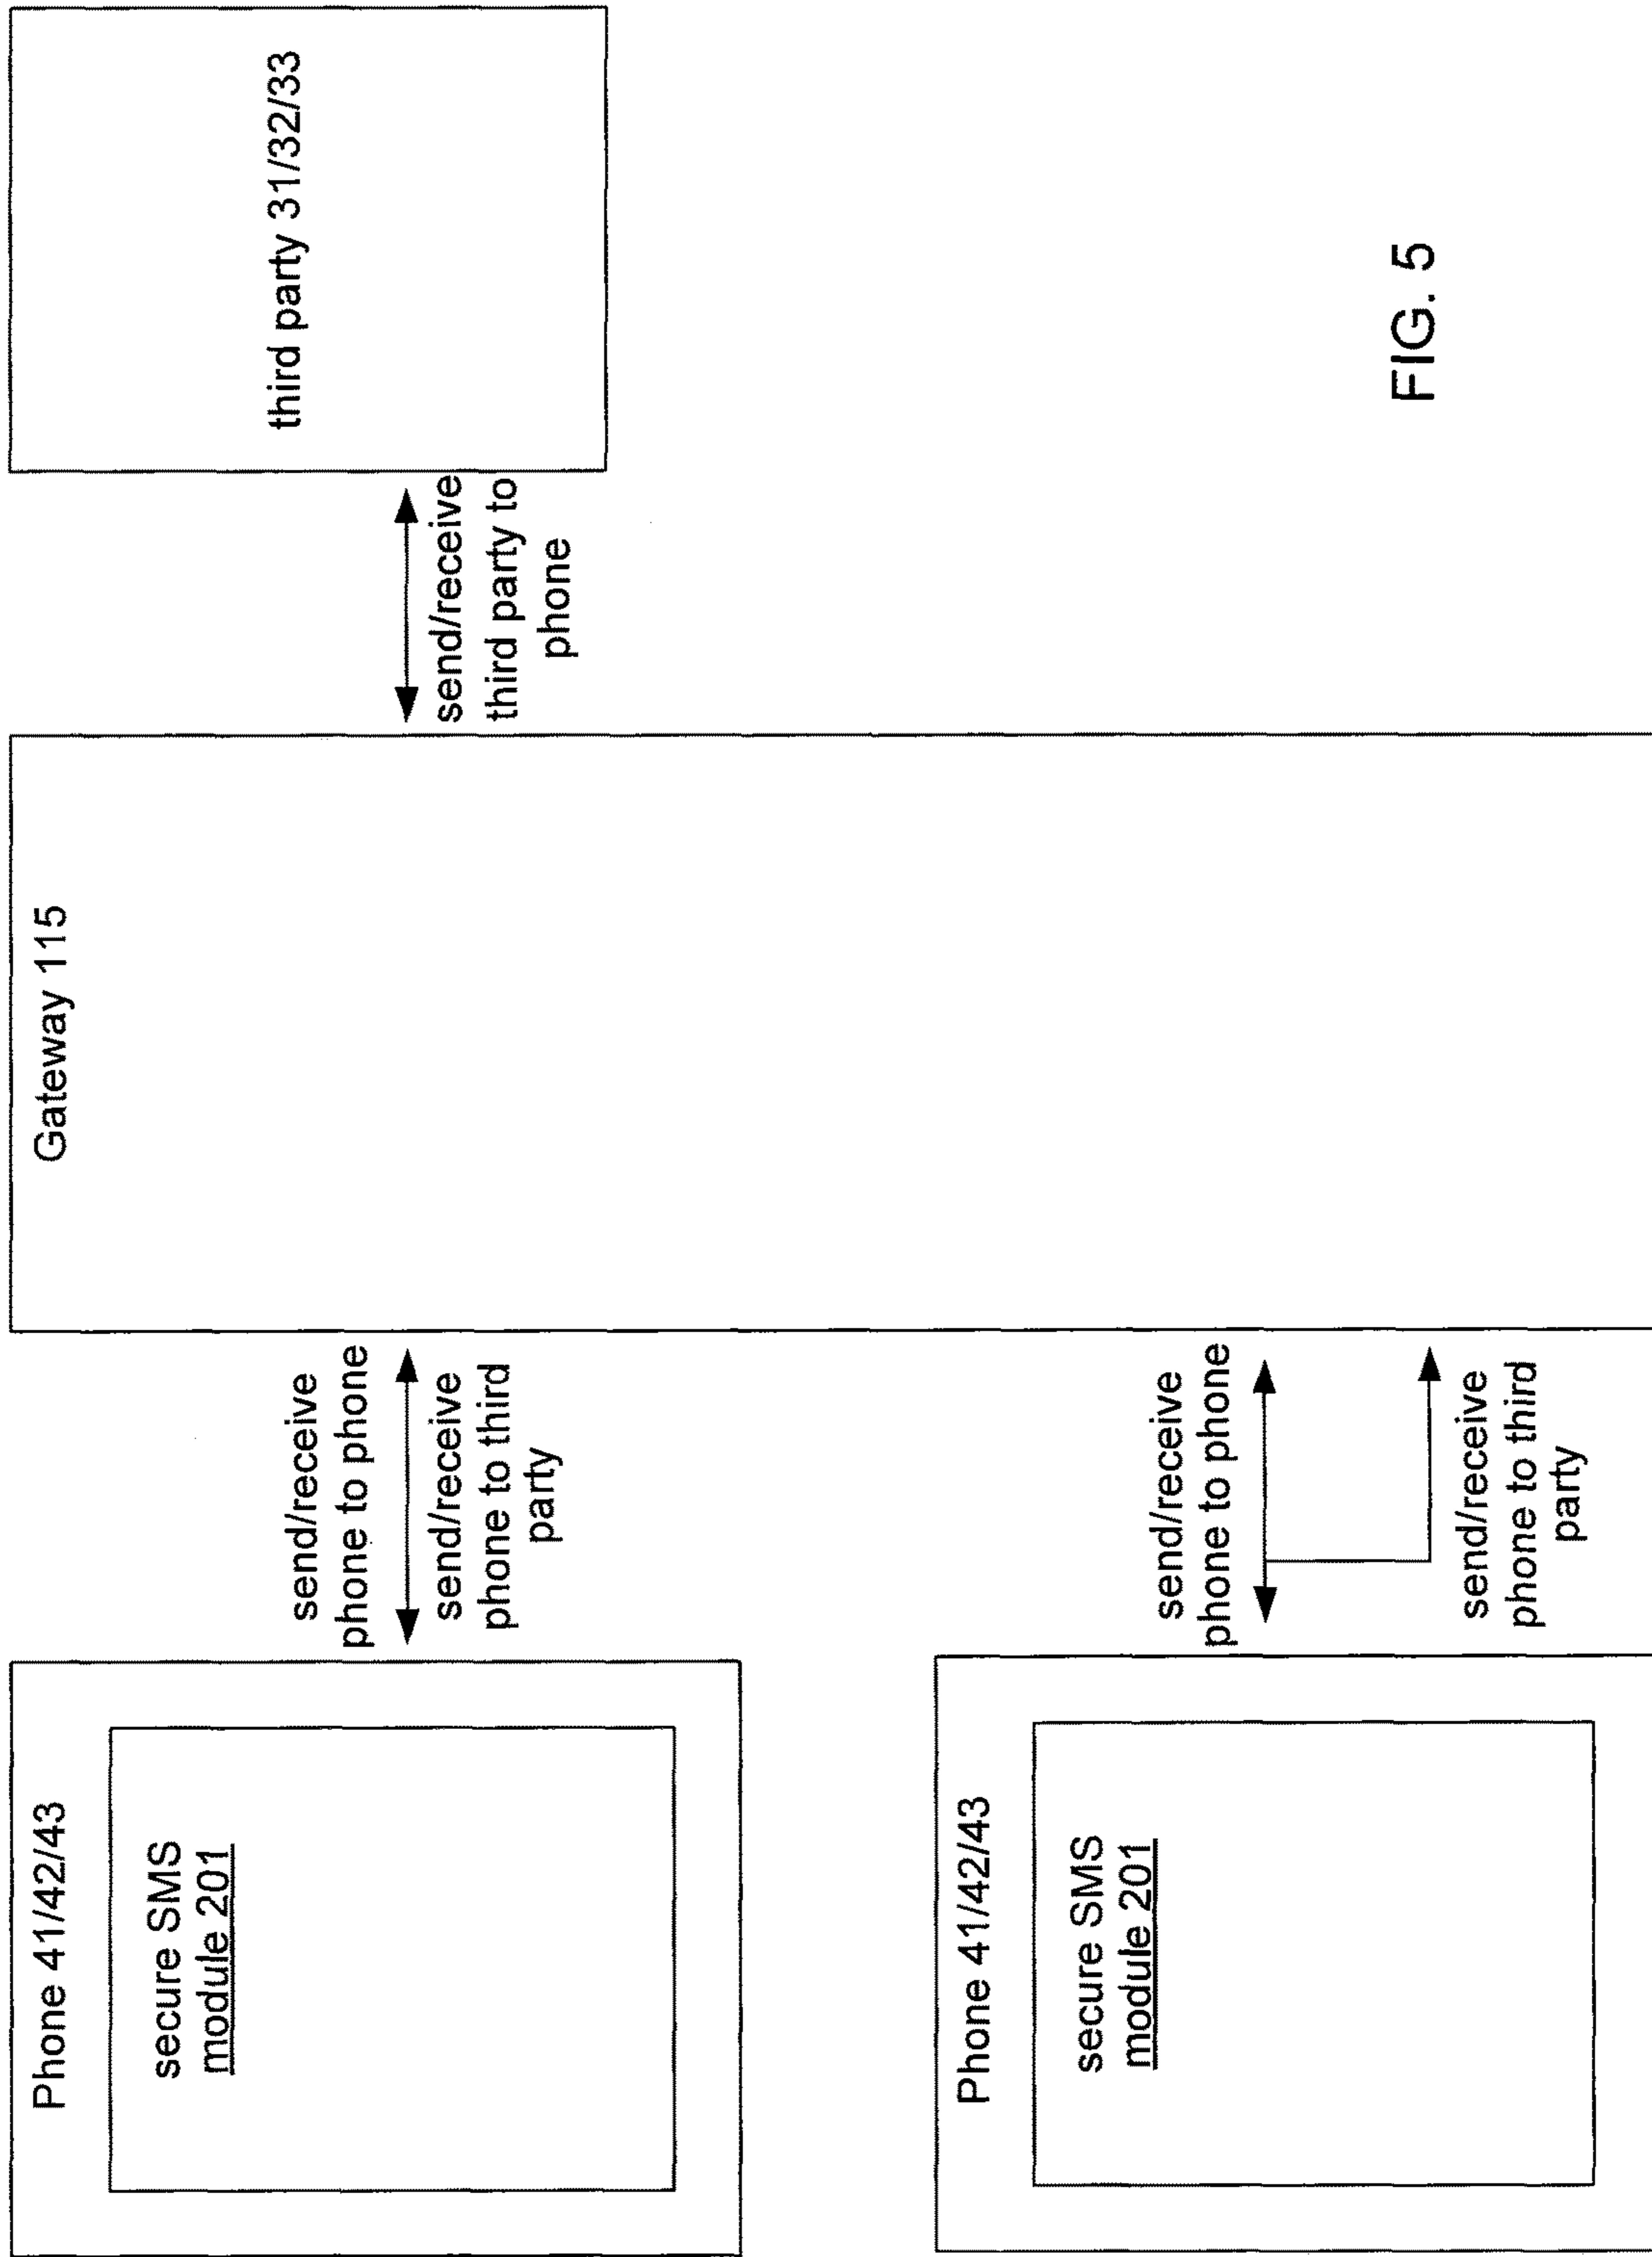 Phone 41/42/43
secure SMS
module 201
send/receive
phone to phone
send/receive
phone to third
party
Gateway 115
send/receive
third party to
phone
third party 31/32/33
Phone 41/42/43
secure SMS
module 201
send/receive
phone to phone
send/receive
phone to third
party
FIG. 5